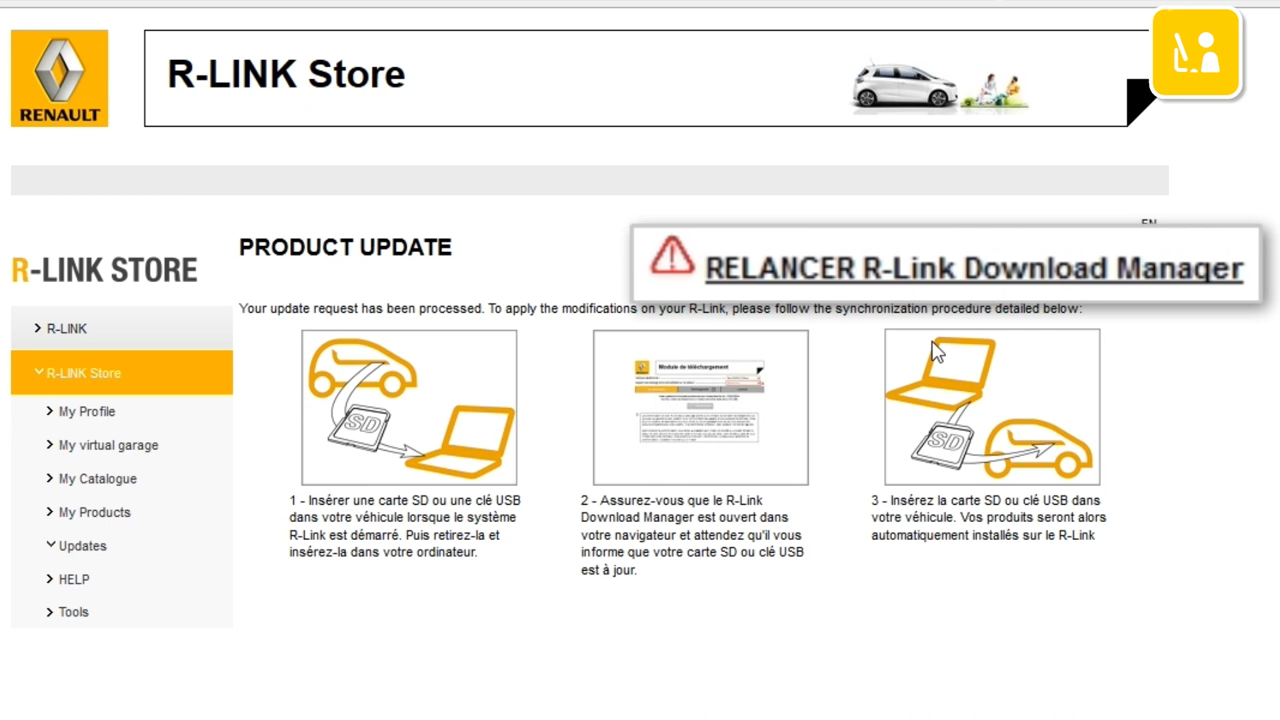 RENAULT
R-LINK Store
EN
R-LINK STORE
R-LINK
R-LINK Store
My Profile
My virtual garage
My Catalogue
My Products
Updates
HELP
Tools
PRODUCT UPDATE
RELANCER R-Link Download Manager
Your update request has been processed. To apply the modifications on your R-Link, please follow the synchronization procedure detailed below:
SD
1 - Insérer une carte SD ou une clé USB
dans votre véhicule lorsque le système
R-Link est démarré. Puis retirez-la et
insérez-la dans votre ordinateur.
Module de téléchargement
2 - Assurez-vous que le R-Link
Download Manager est ouvert dans
votre navigateur et attendez qu'il vous
informe que votre carte SD ou clé USB
est à jour.
SD
3 - Insérez la carte SD ou clé USB dans
votre véhicule. Vos produits seront alors
automatiquement installés sur le R-Link